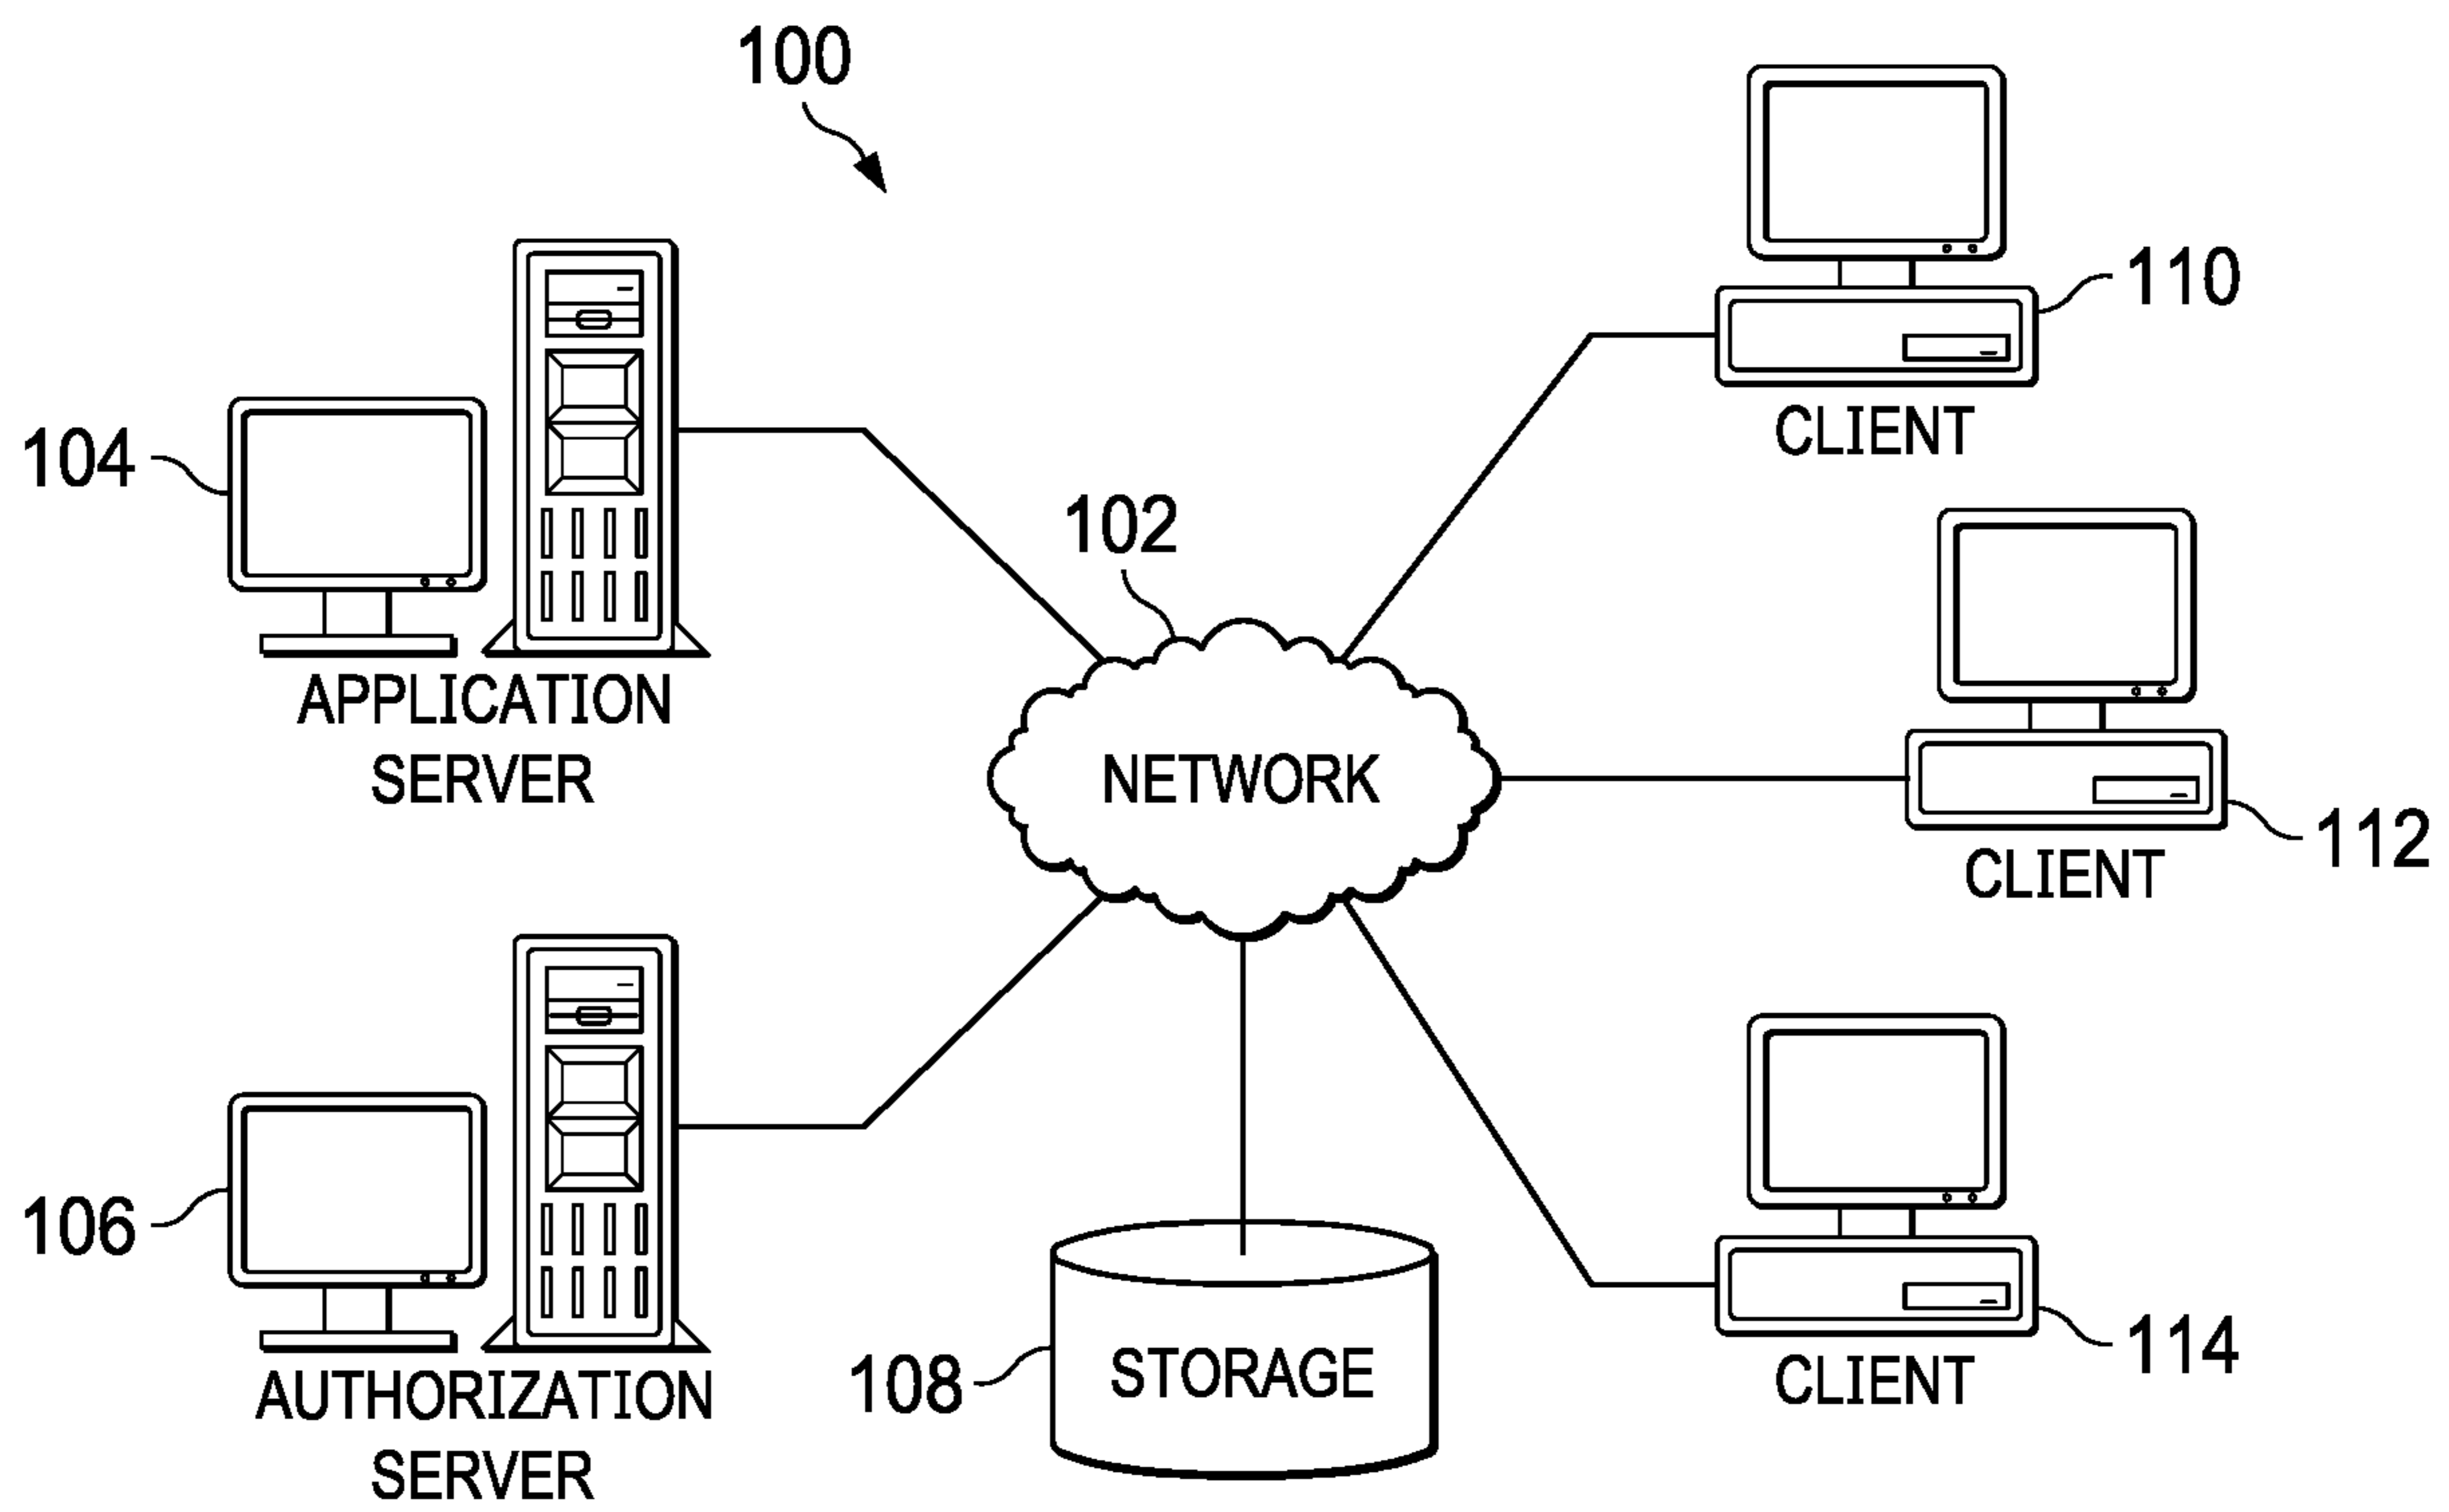 100
110
CLIENT
104
102
APPLICATION
SERVER
NETWORK
112
CLIENT
106
108
STORAGE
114
CLIENT
AUTHORIZATION
SERVER